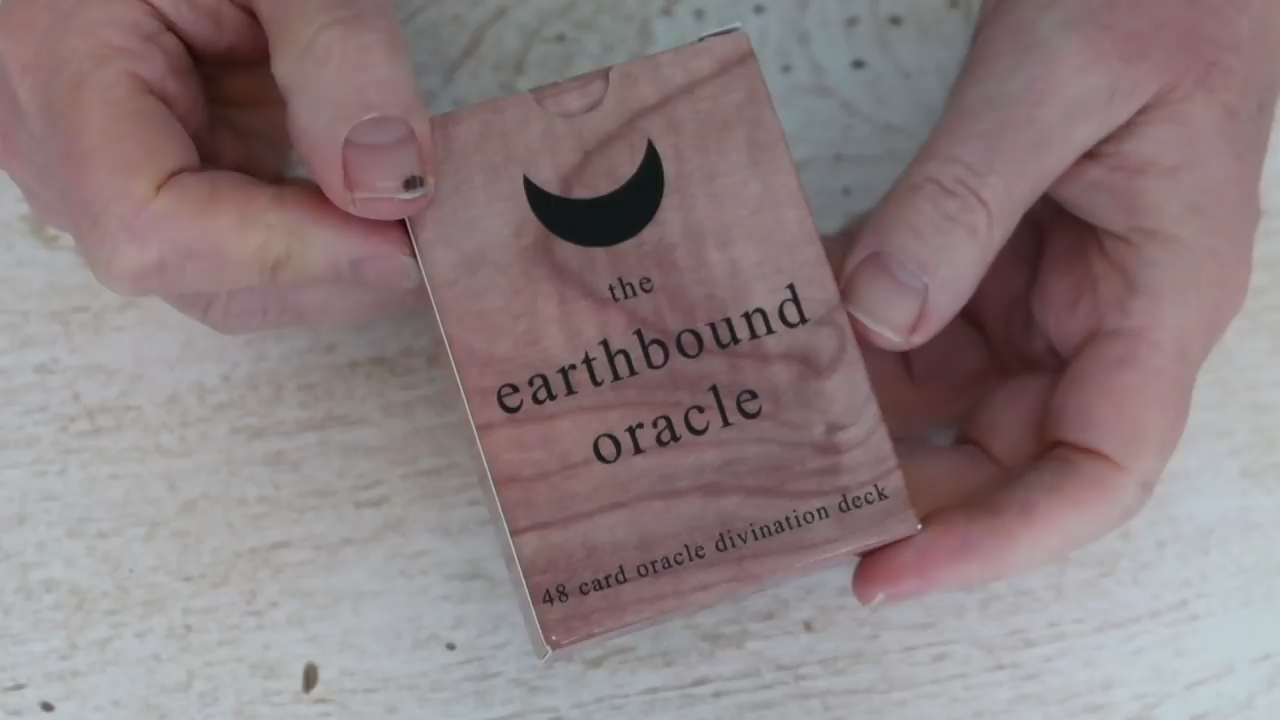 the
earthbound
oracle
48 card oracle divination deck